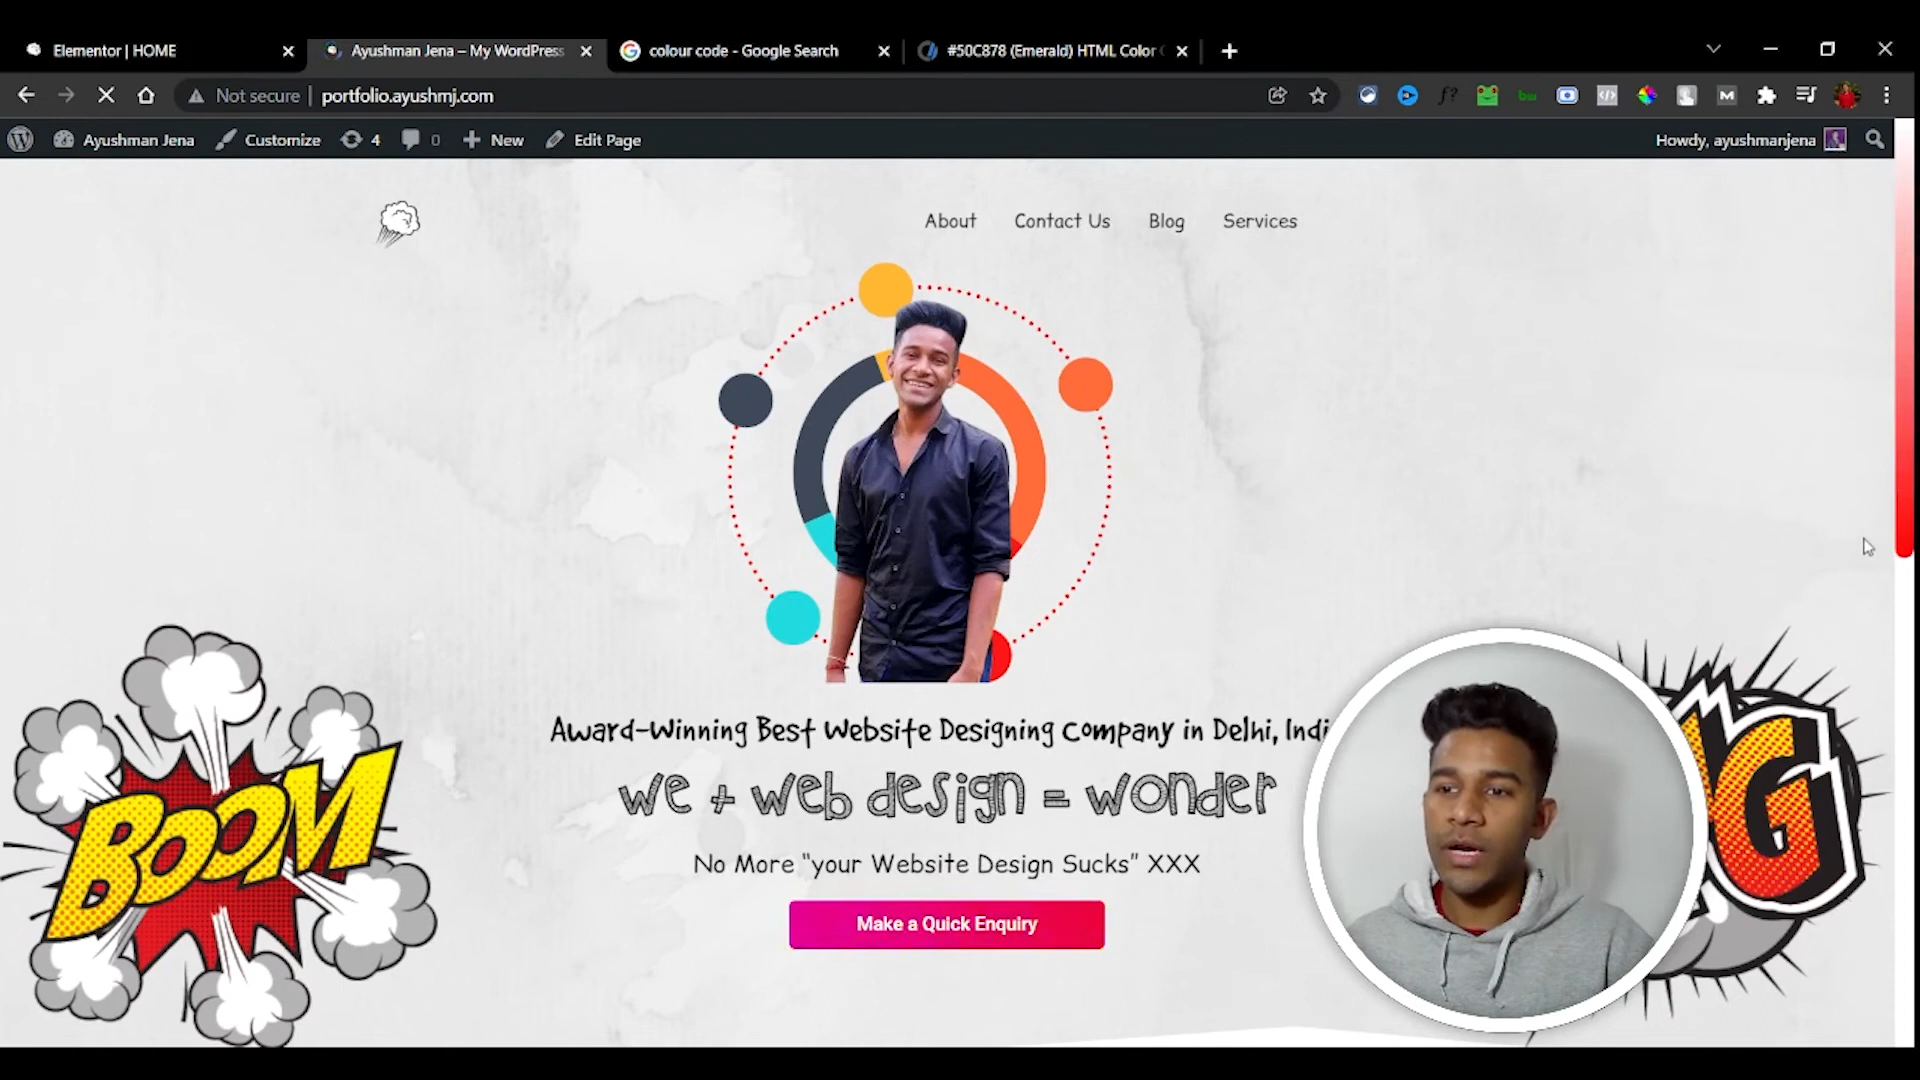 Elementor | HOME
Ayushman Jena – My WordPress
colour code - Google Search
#50C878 (Emerald) HTML Color
Not secure
portfolio.ayushmj.com
Ayushman Jena
Customize
4
0
New
Edit Page
Howdy, ayushmanjena
About
Contact Us
Blog
Services
Award-Winning Best Website Designing Company in Delhi, Indi
We + Web design = Wonder
No More "your Website Design Sucks" XXX
Make a Quick Enquiry
BOOM
G